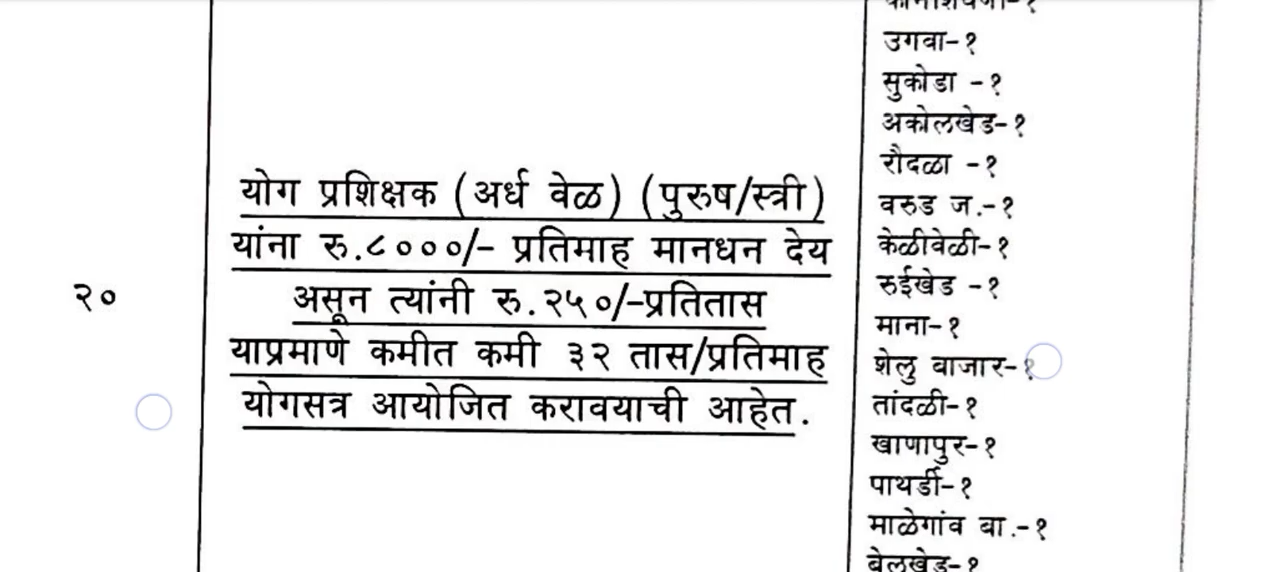 उगवा-१
सुकोडा -१
अकोलखेड-१
रौदळा -१
योग प्रशिक्षक (अर्ध वेळ) (पुरुष/स्त्री)
यांना रु.८०००/- प्रतिमाह मानधन देय
असून त्यांनी रु.२५०/-प्रतितास
याप्रमाणे कमीत कमी ३२ तास/प्रतिमाह
योगसत्र आयोजित करावयाची आहेत.
२०
वरुड ज.-१
केळीवेळी-१
रुईखेड -१
माना-१
शेलु बाजार-१
तांदळी-१
खाणापुर-१
पाथर्डी-१
माळेगांव बा.-१
बेलखेड-१